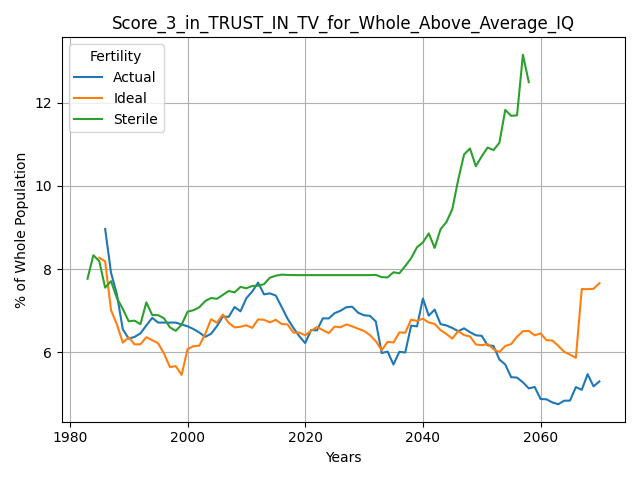 Score_3_in_TRUST_IN_TV_for_Whole_Above_Average_IQ
Fertility
Actual
Ideal
Sterile
% of Whole Population
12
10
8
6
1980
2000
2020
2040
2060
Years